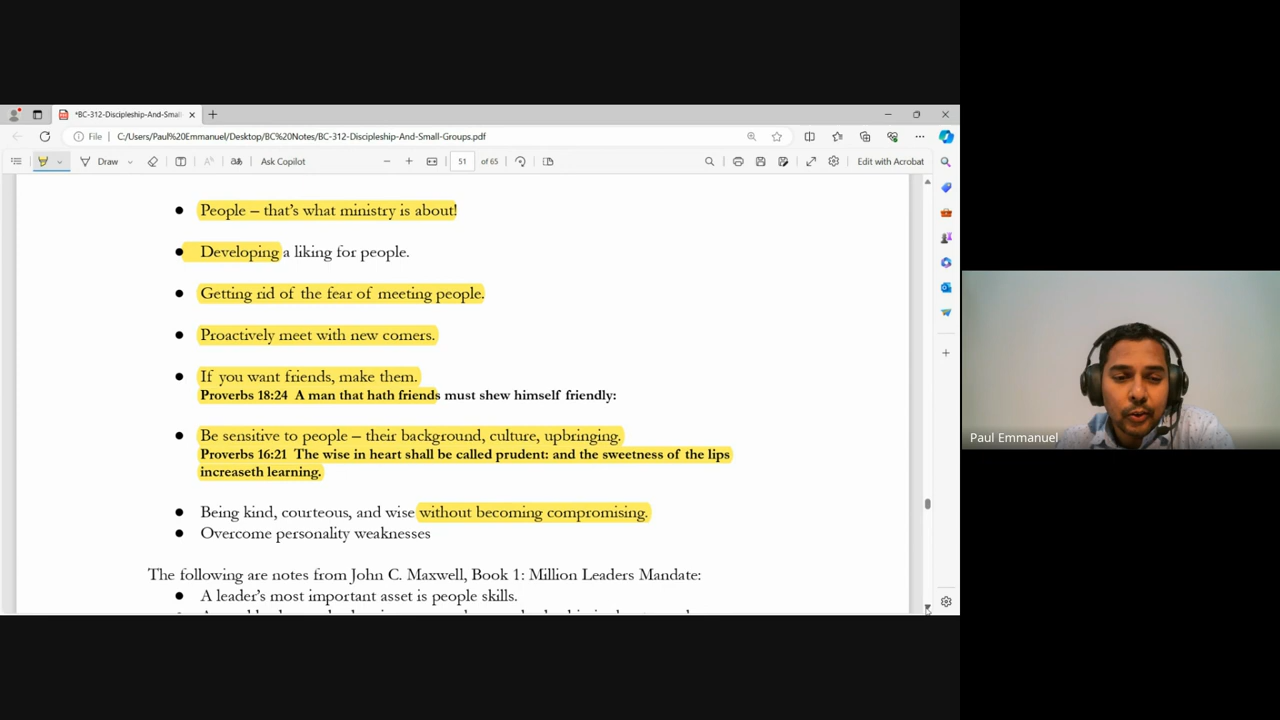 *BC-312-Discipleship-And-Smal
File
C:/Users/Paul%20Emmanuel/Desktop/BC%20Notes/BC-312-Discipleship-And-Small-Groups.pdf
Draw
Ask Copilot
51 of 65
Edit with Acrobat
● People – that's what ministry is about!
● Developing a liking for people.
● Getting rid of the fear of meeting people.
● Proactively meet with new comers.
● If you want friends, make them.
Proverbs 18:24 A man that hath friends must shew himself friendly:
● Be sensitive to people – their background, culture, upbringing.
Proverbs 16:21 The wise in heart shall be called prudent: and the sweetness of the lips
increaseth learning.
● Being kind, courteous, and wise without becoming compromising.
● Overcome personality weaknesses
The following are notes from John C. Maxwell, Book 1: Million Leaders Mandate:
● A leader's most important asset is people skills.
Paul Emmanuel